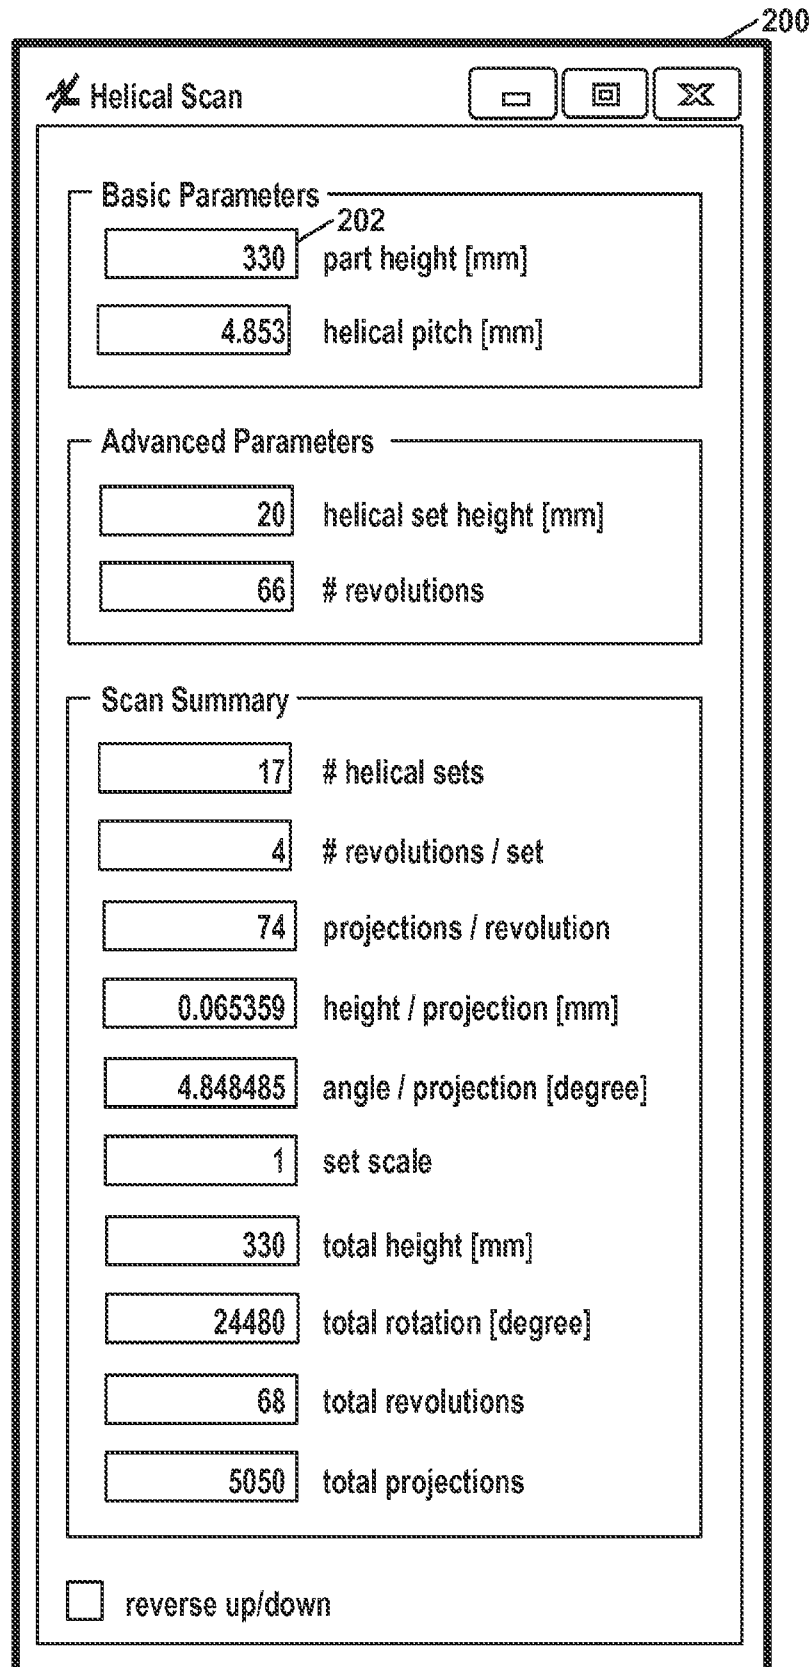 200
Helical Scan
Basic Parameters
202
330 part height [mm]
4.853 helical pitch [mm]
Advanced Parameters
20 helical set height [mm]
66 # revolutions
Scan Summary
17 # helical sets
4 # revolutions / set
74 projections / revolution
0.065359 height / projection [mm]
4.848485 angle / projection [degree]
1 set scale
330 total height [mm]
24480 total rotation [degree]
68 total revolutions
5050 total projections
reverse up/down